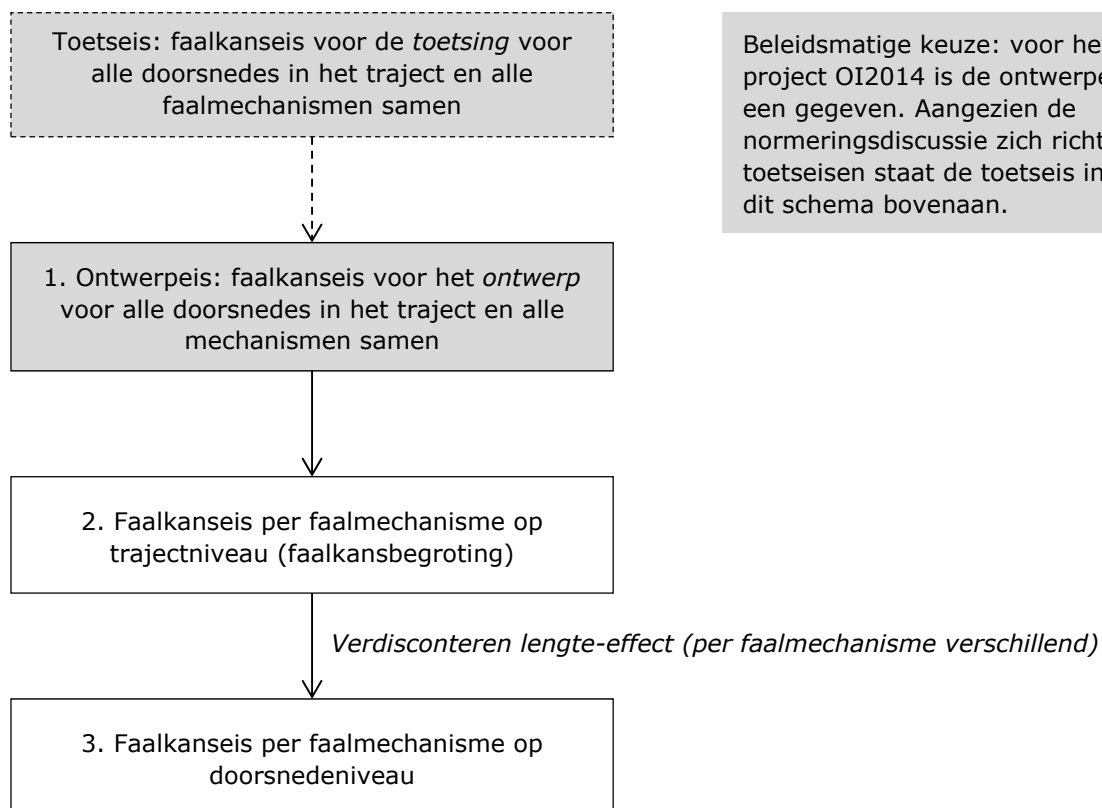 Toetseis: faalkanseis voor de toetsing voor
alle doorsnedes in het traject en alle
faalmechanismen samen
Beleidsmatige keuze: voor he
project OI2014 is de ontwerpe
een gegeven. Aangezien de
normeringsdiscussie zich richt
toetseisen staat de toetseis in
dit schema bovenaan.
1. Ontwerpeis: faalkanseis voor het ontwerp
voor alle doorsnedes in het traject en alle
mechanismen samen
2. Faalkanseis per faalmechanisme op
trajectniveau (faalkansbegroting)
Verdisconteren lengte-effect (per faalmechanisme verschillend)
3. Faalkanseis per faalmechanisme op
doorsnedeniveau